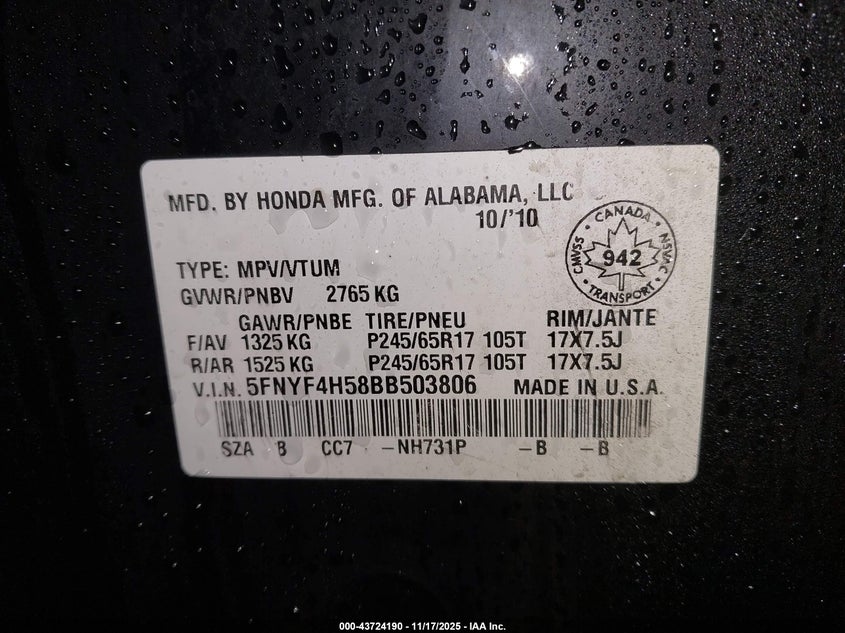 MFD. BY HONDA MFG. OF ALABAMA, LLC
10/'10
CANADA
CMVSS
942
NSVAC
TRANSPORT
TYPE: MPV/VTUM
GVWR/PNBV 2765 KG
GAWR/PNBE TIRE/PNEU RIM/JANTE
F/AV 1325 KG P245/65R17 105T 17X7.5J
R/AR 1525 KG P245/65R17 105T 17X7.5J
V.I.N. 5FNYF4H58BB503806 MADE IN U.S.A.
SZA B CC7 -NH731P -B -B
000-43724190 - 11/17/2025 - IAA Inc.